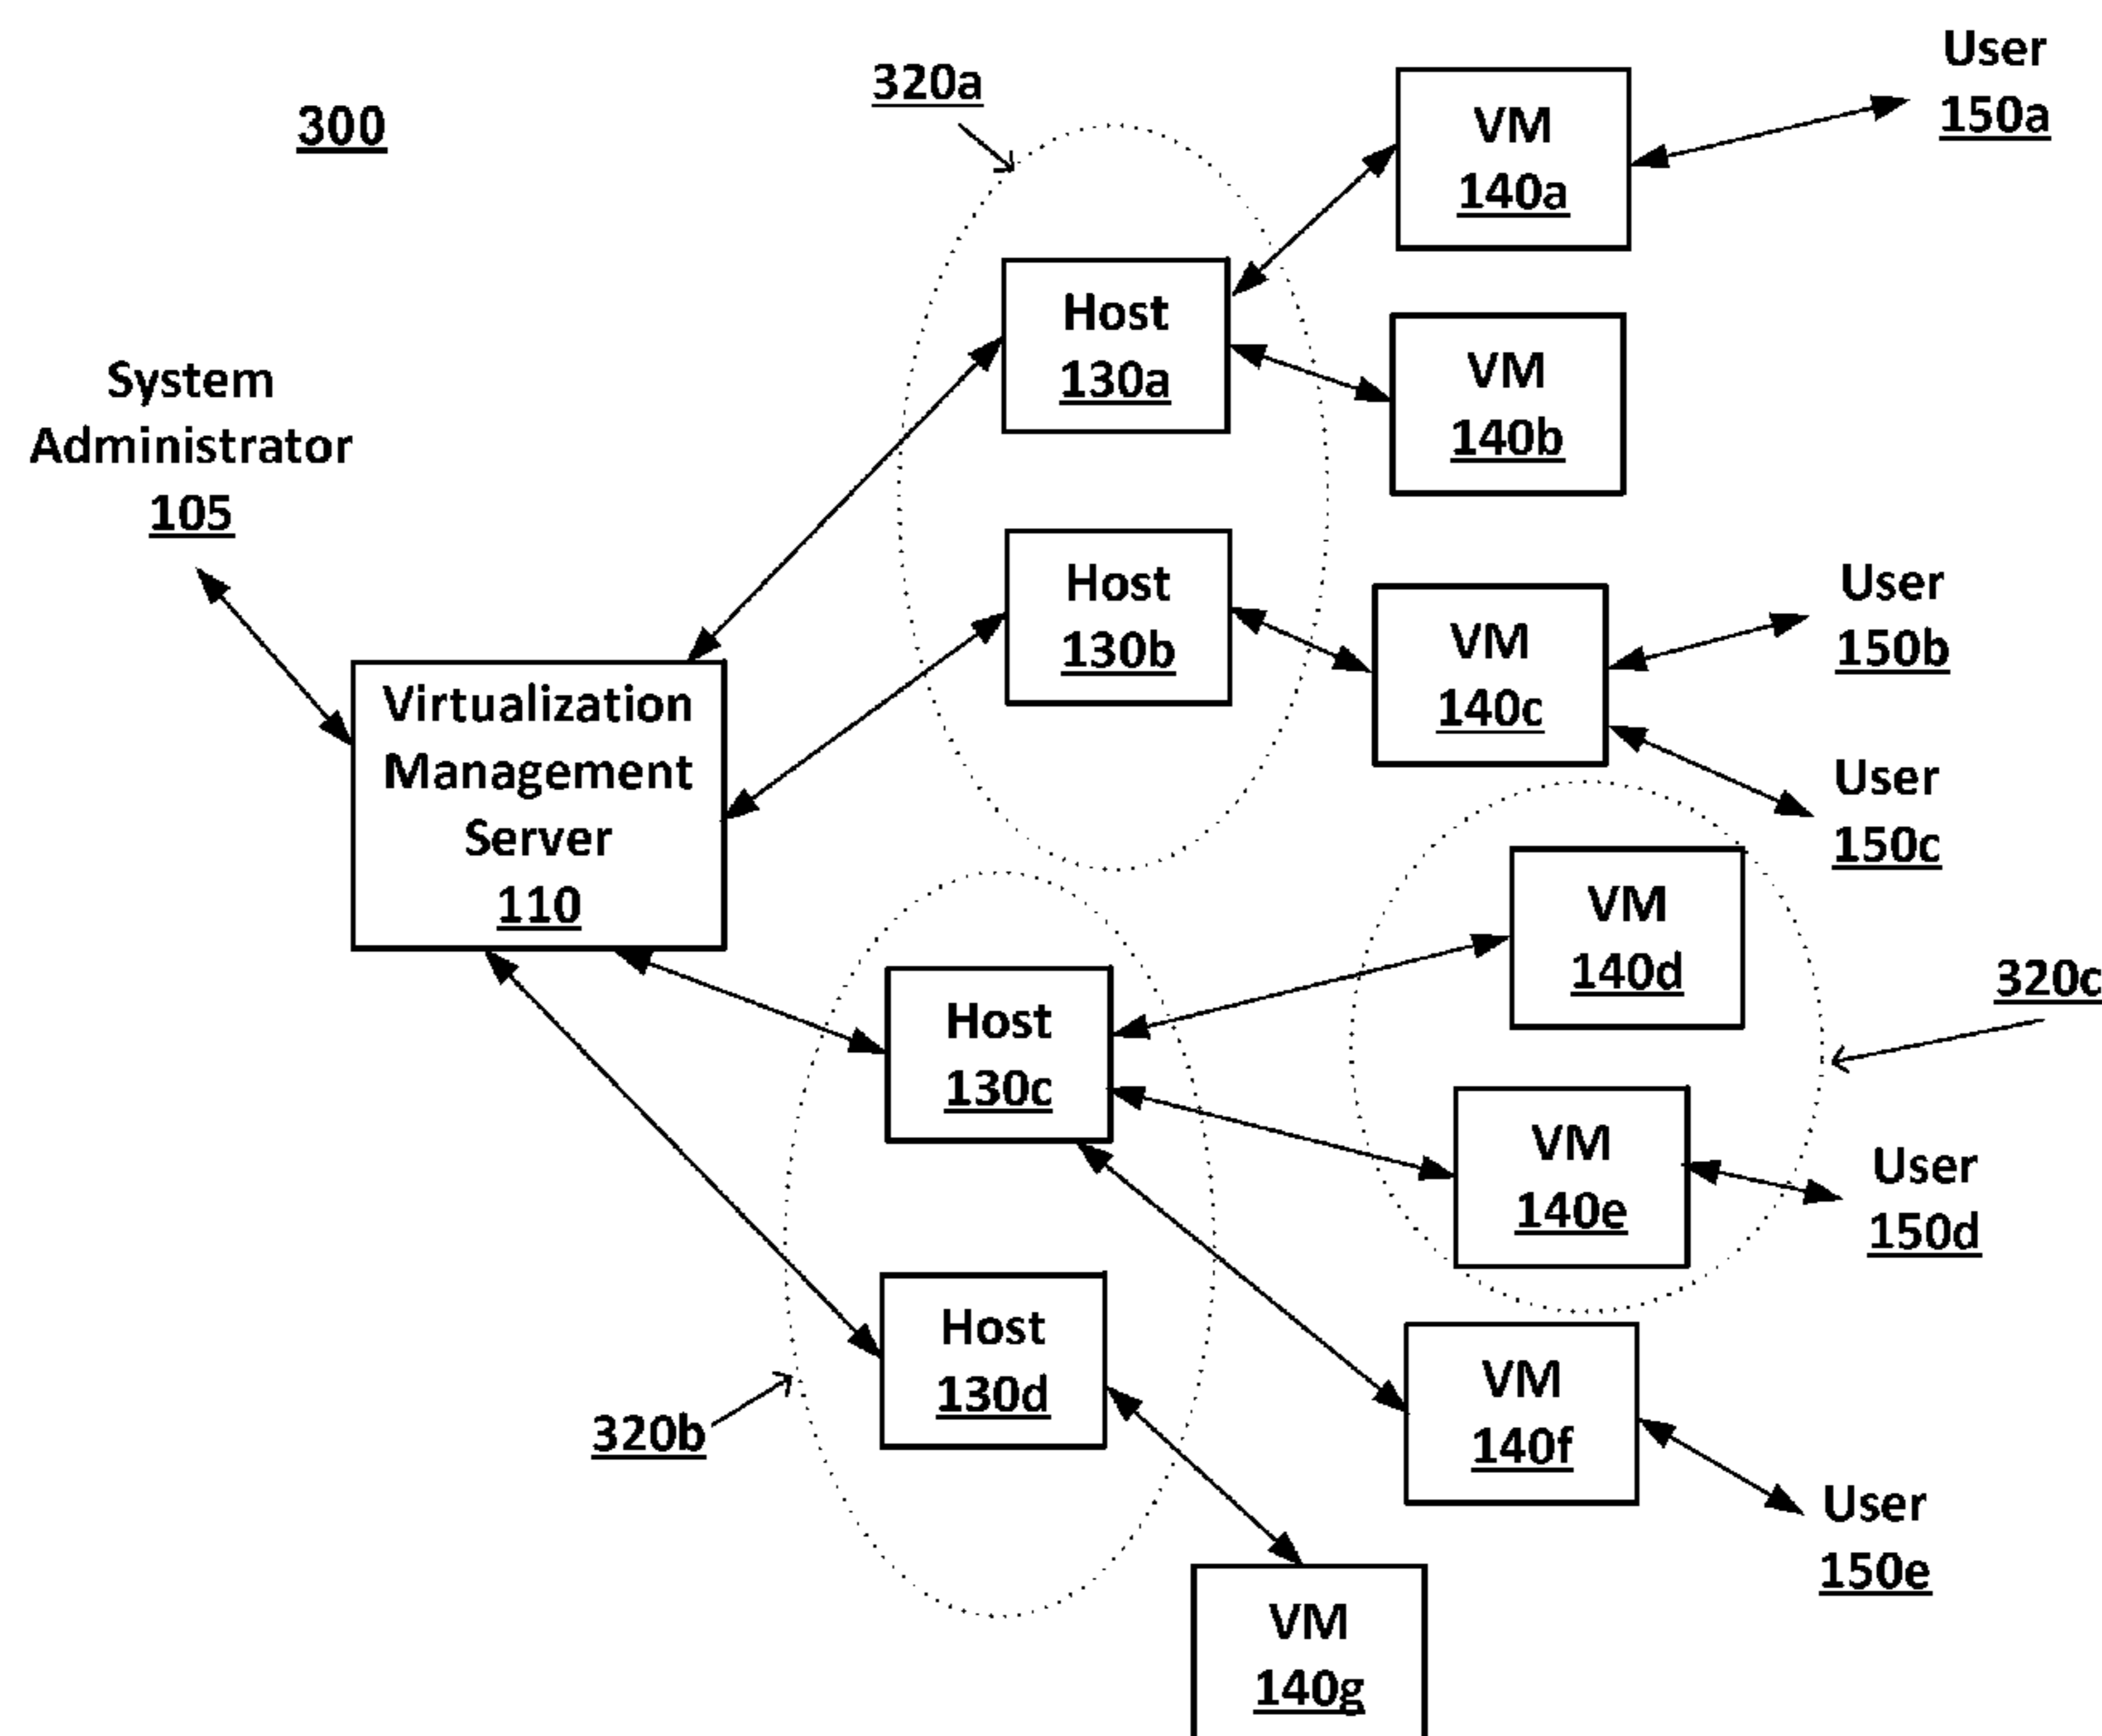 300
320a
User
150a
VM
140a
Host
130a
VM
140b
System
Administrator
105
Host
130b
VM
140c
User
150b
User
150c
Virtualization
Management
Server
110
VM
140d
320c
Host
130c
VM
140e
User
150d
Host
130d
320b
VM
140f
User
150e
VM
140g